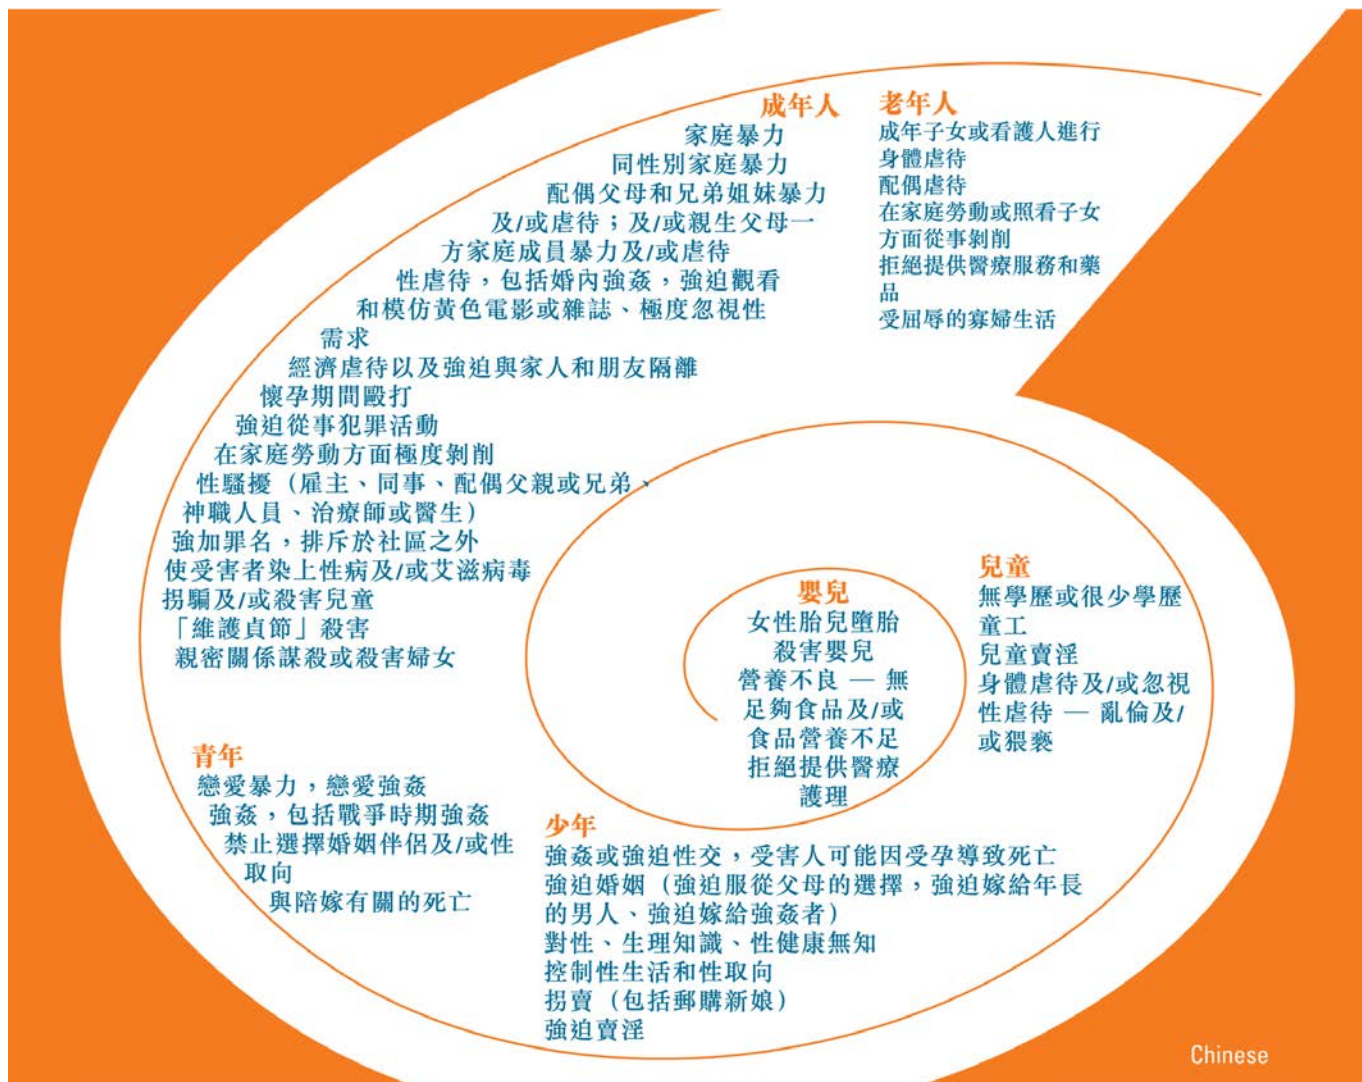 成年人
家庭暴力
同性別家庭暴力
配偶父母和兄弟姐妹暴力
及/或虐待；及/或親生父母一
方家庭成員暴力及/或虐待
性虐待，包括婚內強姦，強迫觀看
和模仿黃色電影或雜誌、極度忽視性
需求
經濟虐待以及強迫與家人和朋友隔離
懷孕期間毆打
強迫從事犯罪活動
在家庭勞動方面極度剝削
性騷擾（雇主、同事、配偶父親或兄弟、
神職人員、治療師或醫生）
強加罪名，排斥於社區之外
使受害者染上性病及/或艾滋病毒
拐騙及/或殺害兒童
「維護貞節」殺害
親密關係謀殺或殺害婦女
老年人
成年子女或看護人進行
身體虐待
配偶虐待
在家庭勞動或照看子女
方面從事剝削
拒絕提供醫療服務和藥
品
受屈辱的寡婦生活
嬰兒
女性胎兒墮胎
殺害嬰兒
營養不良 — 無
足夠食品及/或
食品營養不足
拒絕提供醫療
護理
兒童
無學歷或很少學歷
童工
兒童賣淫
身體虐待及/或忽視
性虐待 — 亂倫及/
或猥褻
青年
戀愛暴力，戀愛強姦
強姦，包括戰爭時期強姦
禁止選擇婚姻伴侶及/或性
取向
與陪嫁有關的死亡
少年
強姦或強迫性交，受害人可能因受孕導致死亡
強迫婚姻（強迫服從父母的選擇，強迫嫁給年長
的男人、強迫嫁給強姦者）
對性、生理知識、性健康無知
控制性生活和性取向
拐賣（包括郵購新娘）
強迫賣淫
Chinese